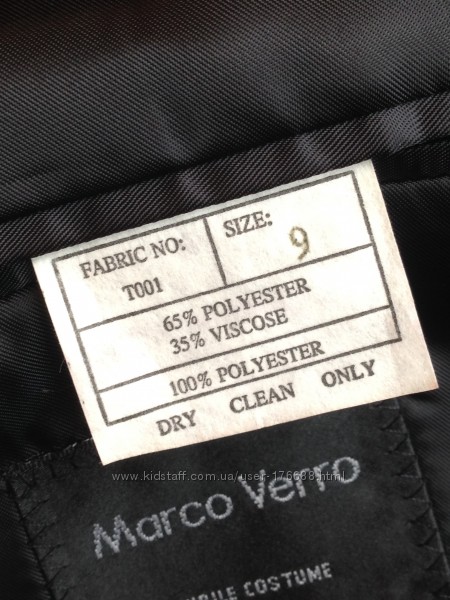 FABRIC NO:
T001
SIZE:
9
65% POLYESTER
35% VISCOSE
100% POLYESTER
DRY CLEAN ONLY
www.kidstaff.com.ua/user-176688.html
Marco Verro
COSTUME